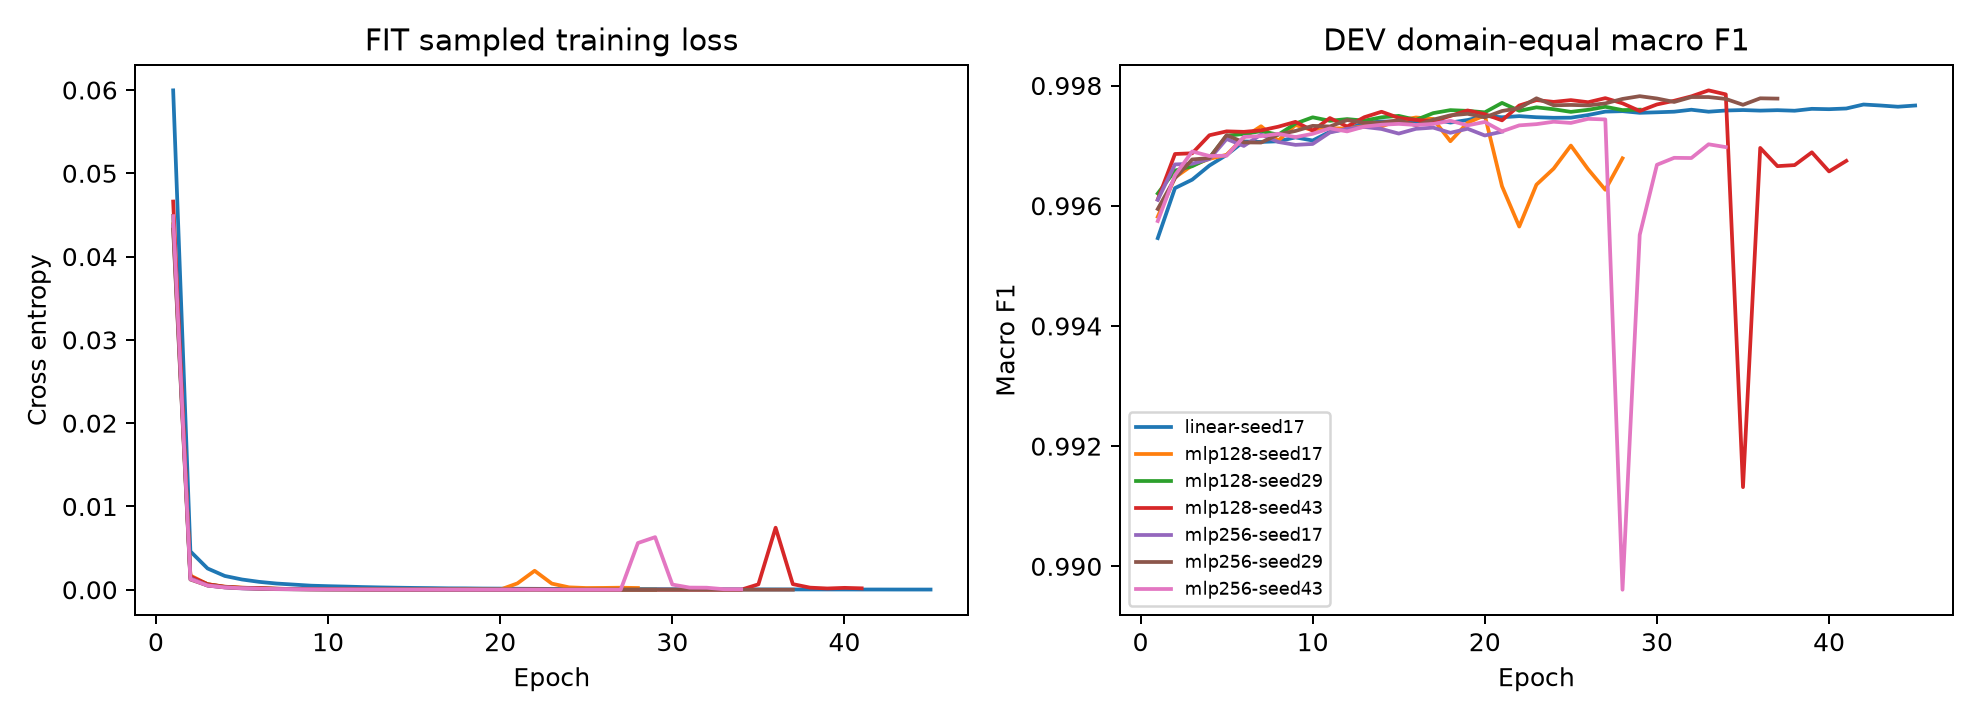 FIT sampled training loss
Cross entropy
0.06
0.05
0.04
0.03
0.02
0.01
0.00
0 10 20 30 40
Epoch
DEV domain-equal macro F1
Macro F1
0.998
0.996
0.994
0.992
0.990
linear-seed17
mlp128-seed17
mlp128-seed29
mlp128-seed43
mlp256-seed17
mlp256-seed29
mlp256-seed43
0 10 20 30 40
Epoch